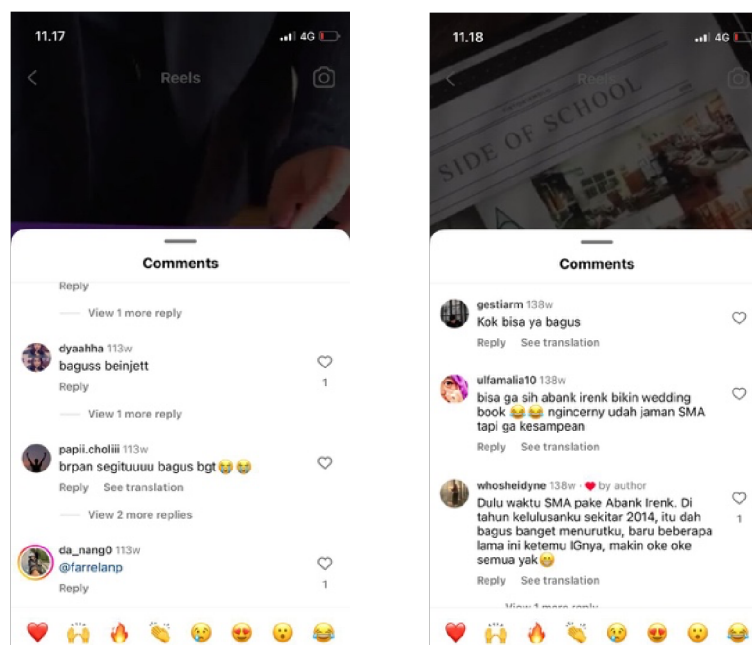 11.17
4G
Reels
Comments
Reply
View 1 more reply
dyaahha 113w
baguss beinjett
Reply
1
View 1 more reply
papii.choliii 113w
brpan segituuuu bagus bgt😂😂
Reply See translation
View 2 more replies
da_nang0 113w
@farrelanp
Reply
1
11.18
4G
Reels
SIDE OF SCHOOL
Comments
gestiarm 138w
Kok bisa ya bagus
Reply See translation
ulfamalia10 138w
bisa ga sih abank irenk bikin wedding
book 😂😂 ngincerny udah jaman SMA
tapi ga kesampean
Reply See translation
whosheidyne 138w · ❤️ by author
Dulu waktu SMA pake Abank Irenk. Di
tahun kelulusanku sekitar 2014, itu dah
bagus banget menurutku, baru beberapa
lama ini ketemu IGnya, makin oke oke
semua yak😁
1
Reply See translation
View 1 more reply